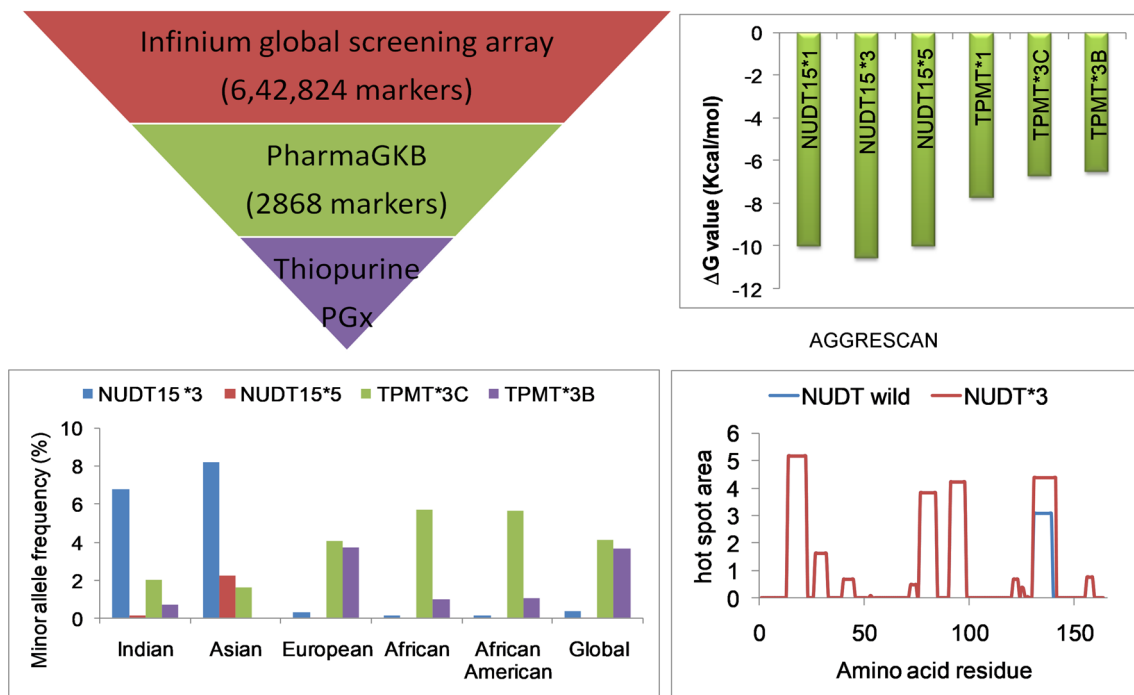 Infinium global screening array
(6,42,824 markers)
PharmaGKB
(2868 markers)
Thiopurine
PGx
0
-2
-4
-6
-8
-10
-12
ΔG value (Kcal/mol)
NUDT15*1
NUDT15*3
NUDT15*5
TPMT*1
TPMT*3C
TPMT*3B
AGGRESCAN
NUDT15 *3 NUDT15*5 TPMT*3C TPMT*3B
Minor allele frequency (%)
10
8
6
4
2
0
Indian Asian European African African American Global
NUDT wild NUDT*3
hot spot area
6
5
4
3
2
1
0
0 50 100 150
Amino acid residue